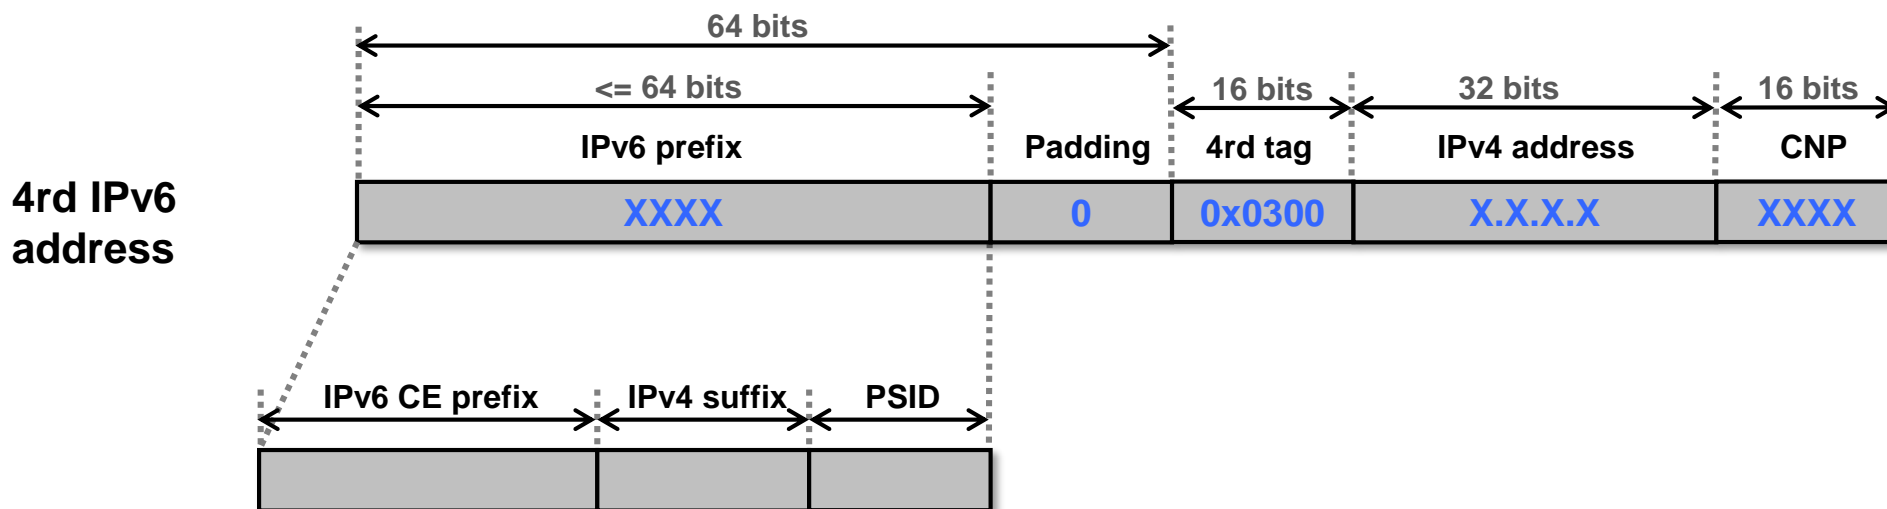 64 bits
<= 64 bits
16 bits
32 bits
16 bits
IPv6 prefix
Padding
4rd tag
IPv4 address
CNP
4rd IPv6
address
XXXX
0
0x0300
X.X.X.X
XXXX
IPv6 CE prefix
IPv4 suffix
PSID